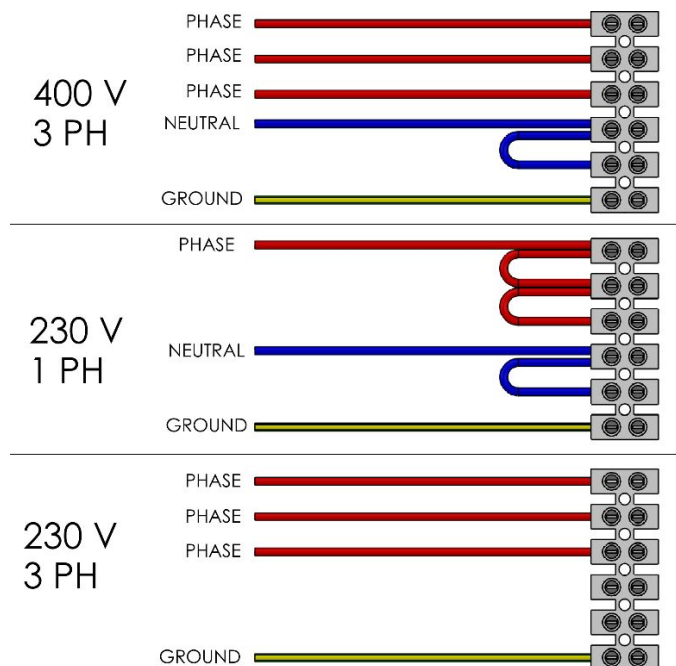 PHASE
PHASE
400 V
3 PH
PHASE
NEUTRAL
GROUND
PHASE
230 V
1 PH
NEUTRAL
GROUND
PHASE
PHASE
230 V
3 PH
PHASE
GROUND